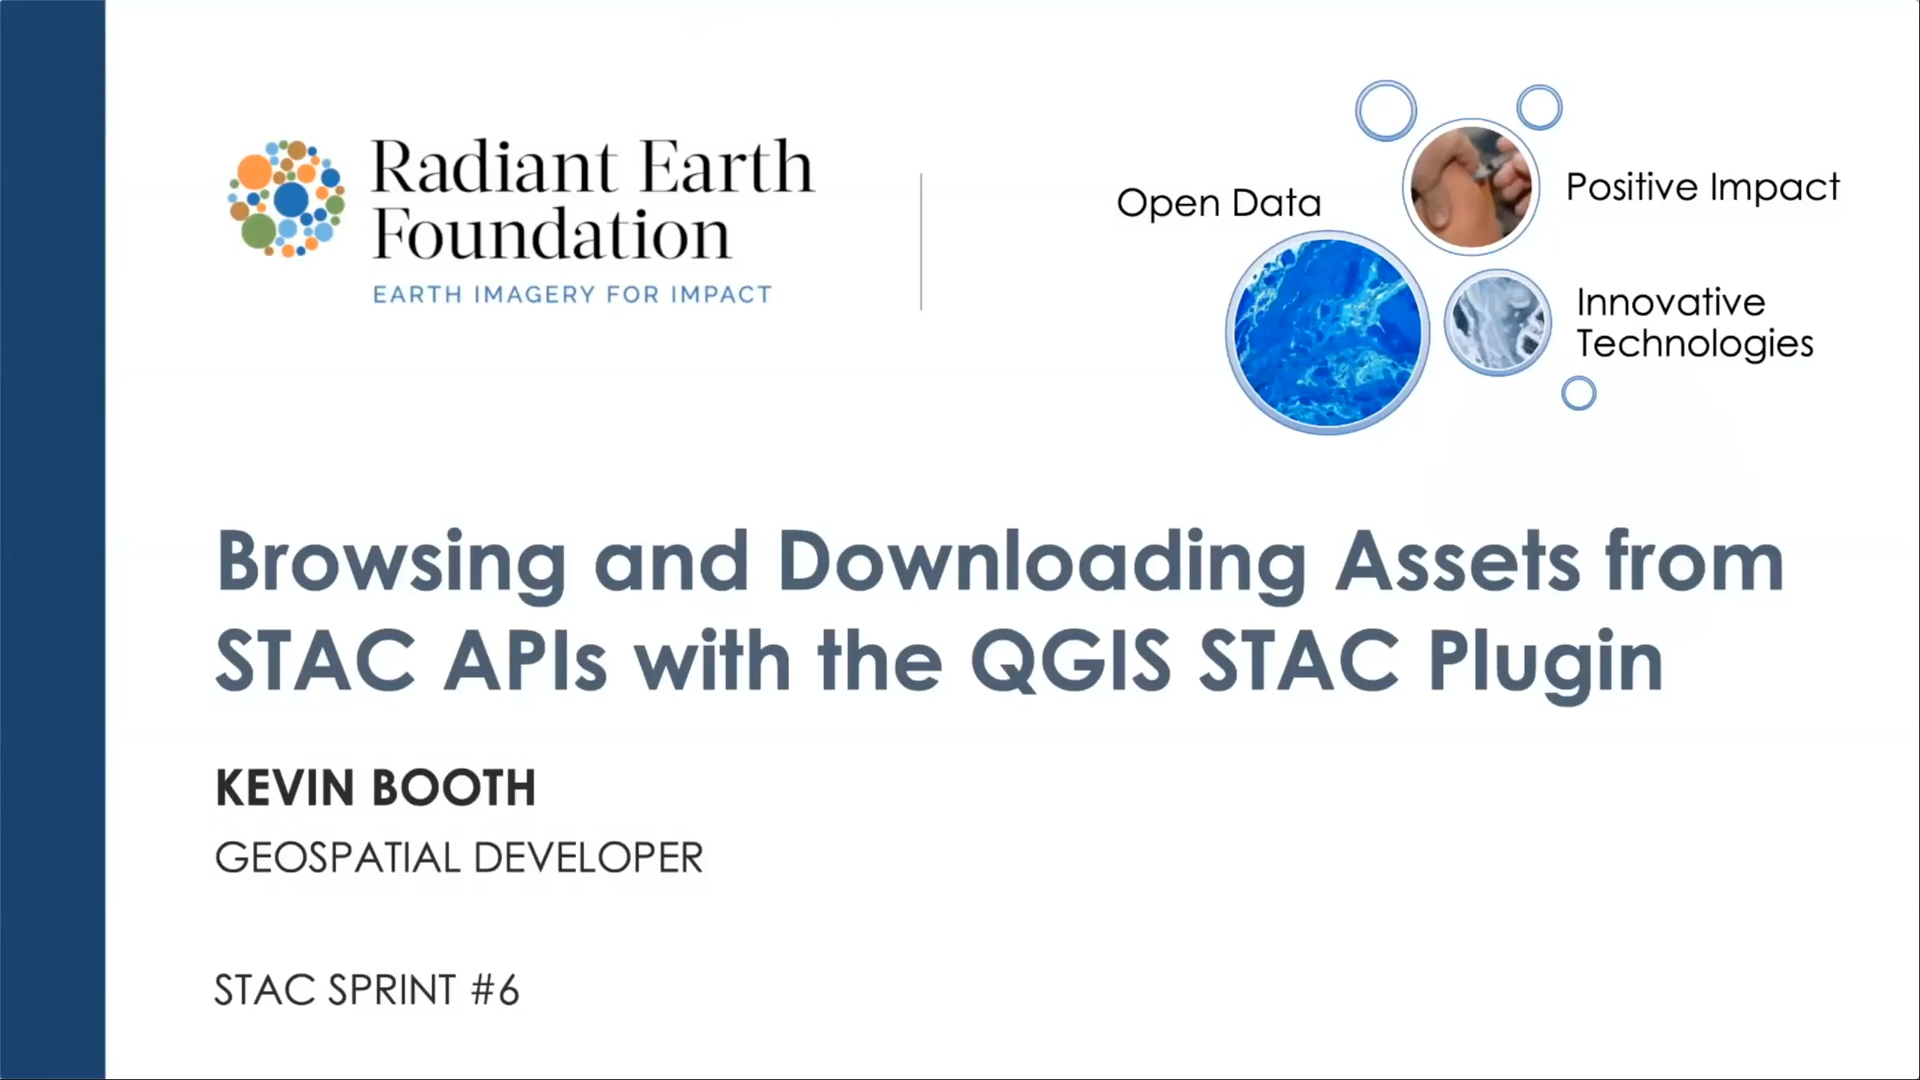 Radiant Earth
Foundation
EARTH IMAGERY FOR IMPACT
Open Data
Positive Impact
Innovative
Technologies
Browsing and Downloading Assets from
STAC APIs with the QGIS STAC Plugin
KEVIN BOOTH
GEOSPATIAL DEVELOPER
STAC SPRINT #6